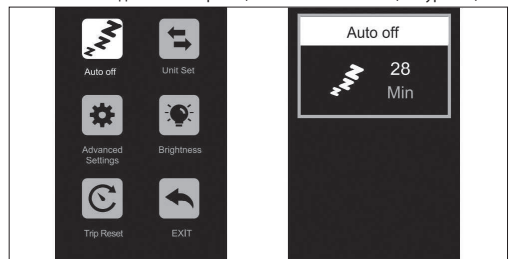 Auto off
Unit Set
Advanced
Settings
Brightness
Trip Reset
EXIT
Auto off
28
Min